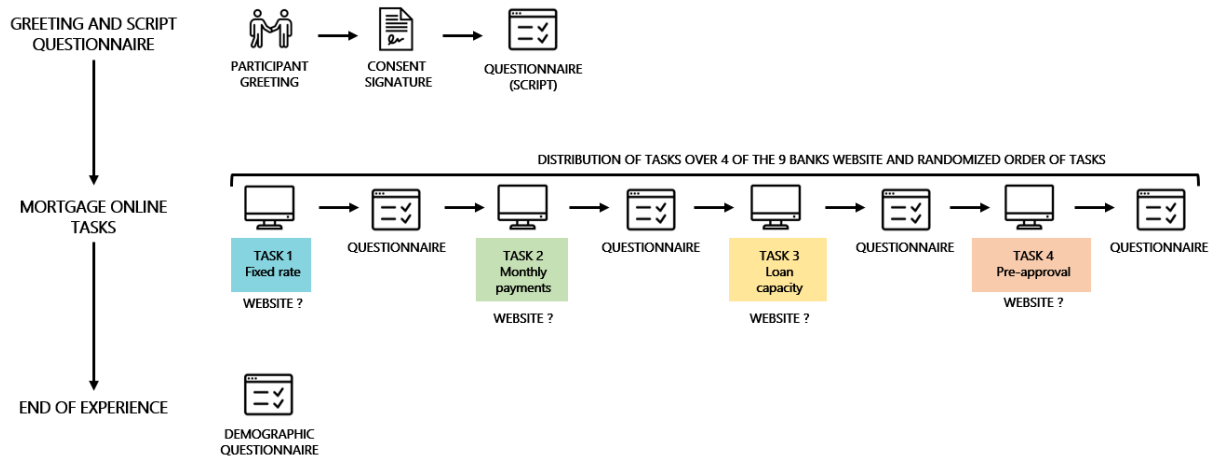 GREETING AND SCRIPT
QUESTIONNAIRE
PARTICIPANT
GREETING
CONSENT
SIGNATURE
QUESTIONNAIRE
(SCRIPT)
DISTRIBUTION OF TASKS OVER 4 OF THE 9 BANKS WEBSITE AND RANDOMIZED ORDER OF TASKS
MORTGAGE ONLINE
TASKS
TASK 1
Fixed rate
WEBSITE ?
QUESTIONNAIRE
TASK 2
Monthly
payments
WEBSITE ?
QUESTIONNAIRE
TASK 3
Loan
capacity
WEBSITE ?
QUESTIONNAIRE
TASK 4
Pre-approval
WEBSITE ?
QUESTIONNAIRE
END OF EXPERIENCE
DEMOGRAPHIC
QUESTIONNAIRE